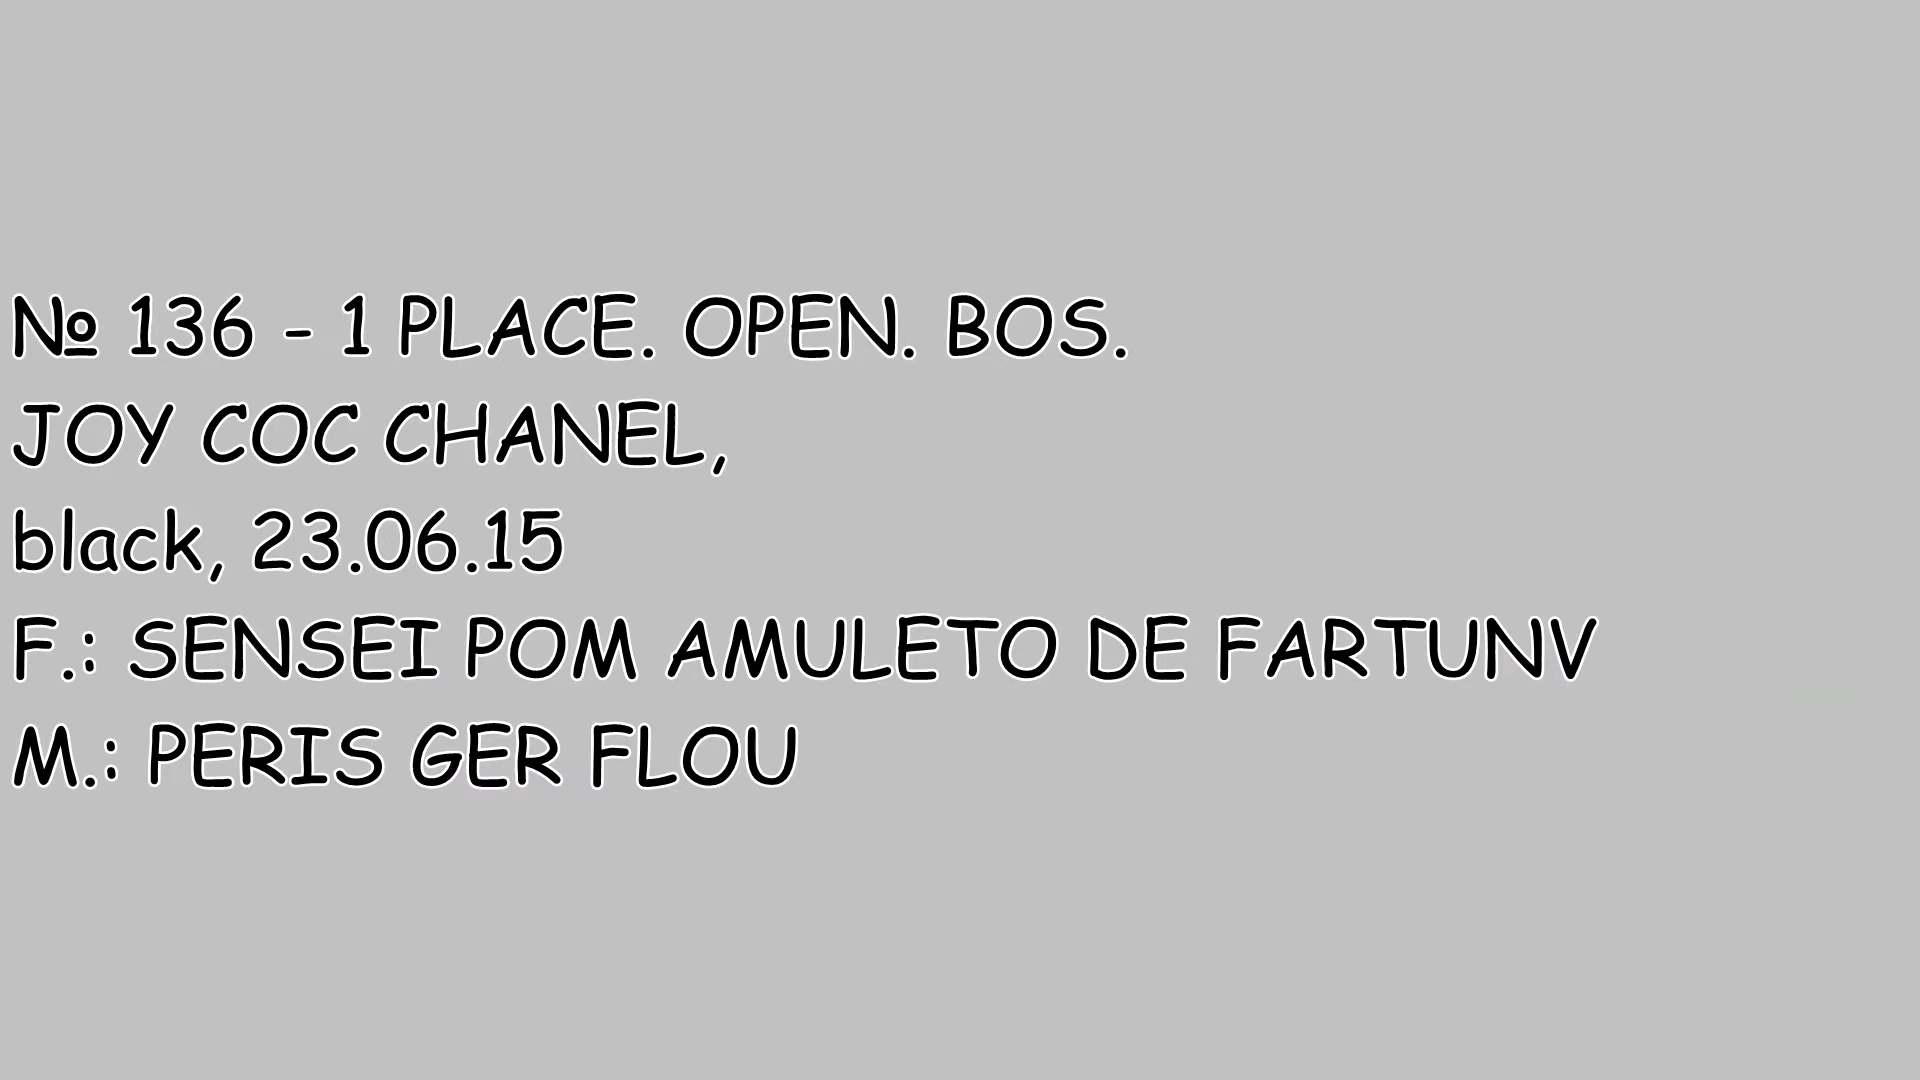 № 136 - 1 PLACE. OPEN. BOS.
JOY COC CHANEL,
black, 23.06.15
F.: SENSEI POM AMULETO DE FARTUNV
M.: PERIS GER FLOU